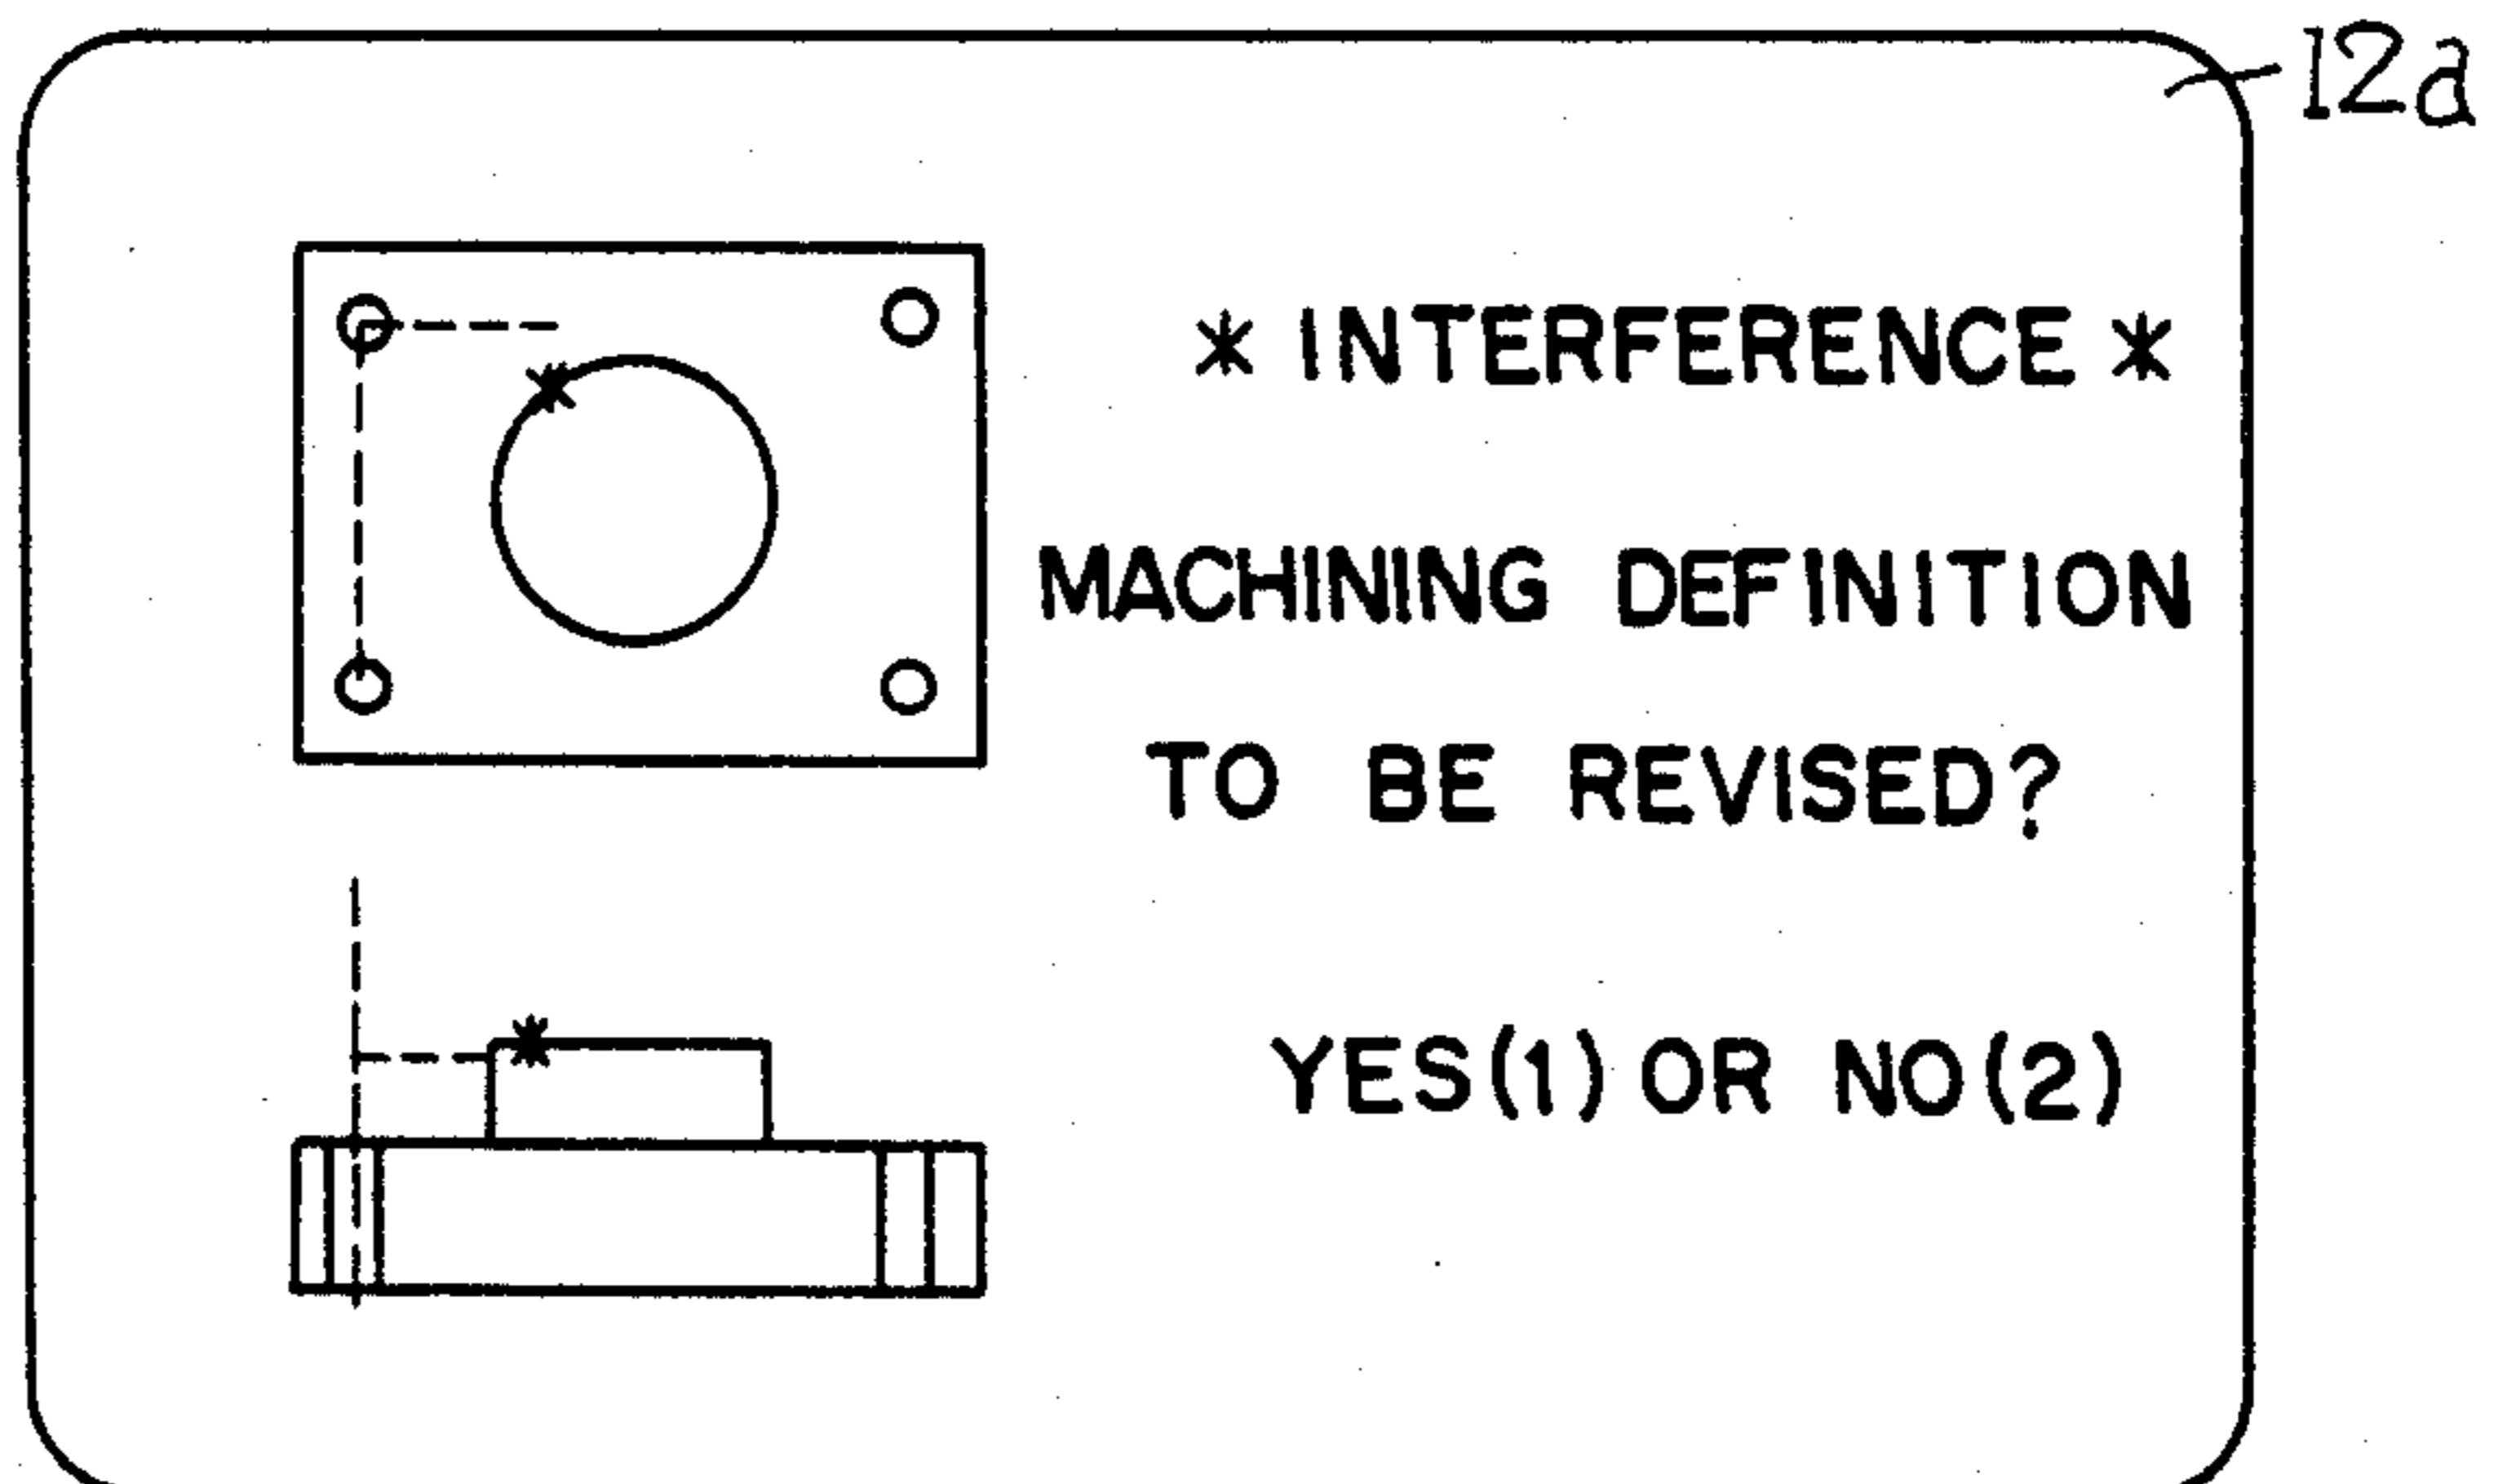 12a
* INTERFERENCE *
MACHINING DEFINITION
TO BE REVISED?
YES(1) OR NO(2)